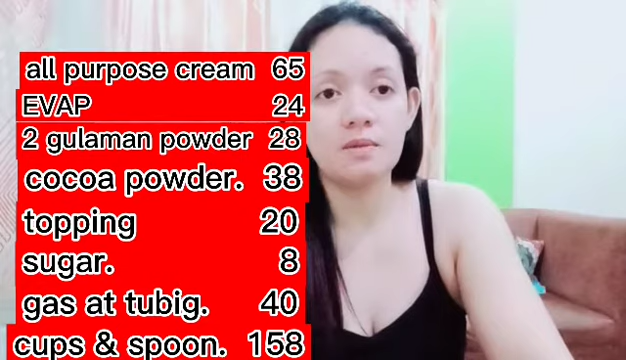 all purpose cream 65
EVAP 24
2 gulaman powder 28
cocoa powder. 38
topping 20
sugar. 8
gas at tubig. 40
cups & spoon. 158